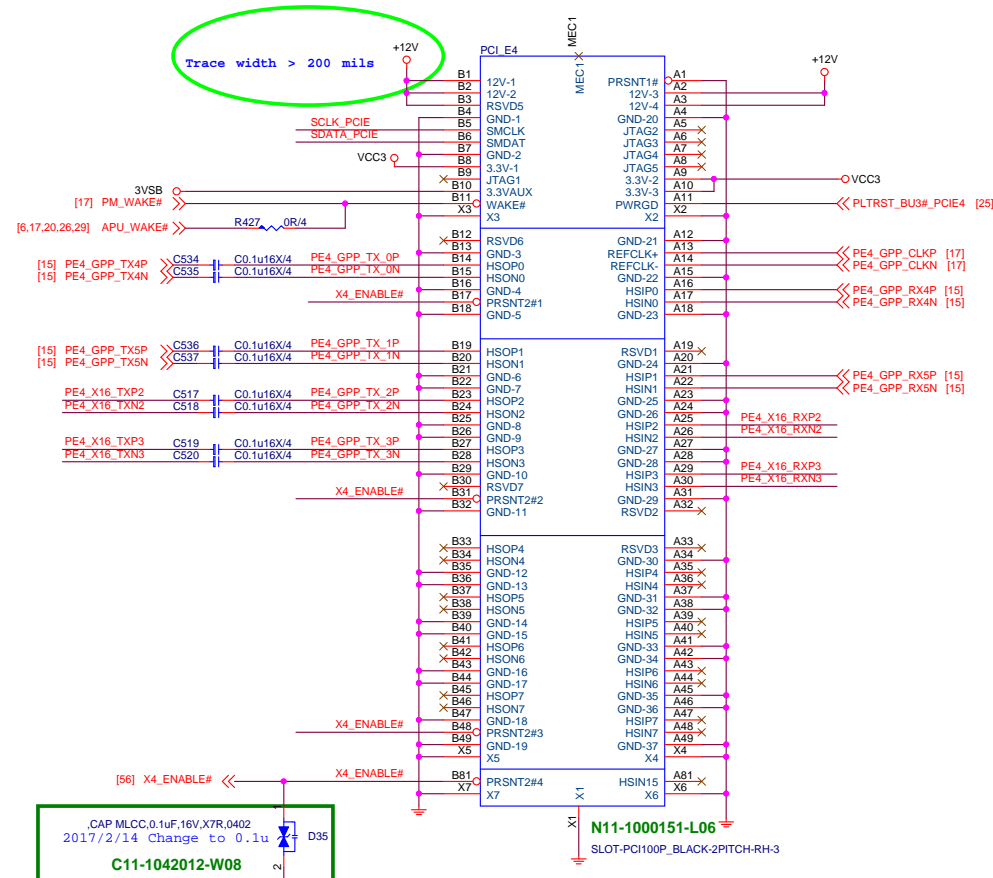 MEC1
+12V
PCI_E4
Trace width > 200 mils
MEC1
+12V
B1 12V-1 PRSNT1# A1
B2 12V-2 12V-3 A2
B3 RSVD5 12V-4 A3
B4 GND-1 GND-20 A4
SCLK_PCIE B5 SMCLK JTAG2 A5
SDATA_PCIE B6 SMDAT JTAG3 A6
B7 GND-2 JTAG4 A7
VCC3 B8 3.3V-1 JTAG5 A8
B9 JTAG1 3.3V-2 A9 VCC3
3VSB B10 3.3VAUX 3.3V-3 A10
[17] PM_WAKE# B11 WAKE# PWRGD A11 PLTRST_BU3#_PCIE4 [25]
X3 X3 X2 X2
[6,17,20,26,29] APU_WAKE# R427 0R/4
B12 RSVD6 GND-21 A12
B13 GND-3 REFCLK+ A13 PE4_GPP_CLKP [17]
[15] PE4_GPP_TX4P C534 C0.1u16X/4 PE4_GPP_TX_0P B14 HSOP0 REFCLK- A14 PE4_GPP_CLKN [17]
[15] PE4_GPP_TX4N C535 C0.1u16X/4 PE4_GPP_TX_0N B15 HSON0 GND-22 A15
B16 GND-4 HSIP0 A16 PE4_GPP_RX4P [15]
X4_ENABLE# B17 PRSNT2#1 HSIN0 A17 PE4_GPP_RX4N [15]
B18 GND-5 GND-23 A18
[15] PE4_GPP_TX5P C536 C0.1u16X/4 PE4_GPP_TX_1P B19 HSOP1 RSVD1 A19
[15] PE4_GPP_TX5N C537 C0.1u16X/4 PE4_GPP_TX_1N B20 HSON1 GND-24 A20
B21 GND-6 HSIP1 A21 PE4_GPP_RX5P [15]
B22 GND-7 HSIN1 A22 PE4_GPP_RX5N [15]
PE4_X16_TXP2 C517 C0.1u16X/4 PE4_GPP_TX_2P B23 HSOP2 GND-25 A23
PE4_X16_TXN2 C518 C0.1u16X/4 PE4_GPP_TX_2N B24 HSON2 GND-26 A24
B25 GND-8 HSIP2 A25 PE4_X16_RXP2
B26 GND-9 HSIN2 A26 PE4_X16_RXN2
PE4_X16_TXP3 C519 C0.1u16X/4 PE4_GPP_TX_3P B27 HSOP3 GND-27 A27
PE4_X16_TXN3 C520 C0.1u16X/4 PE4_GPP_TX_3N B28 HSON3 GND-28 A28
B29 GND-10 HSIP3 A29 PE4_X16_RXP3
B30 RSVD7 HSIN3 A30 PE4_X16_RXN3
X4_ENABLE# B31 PRSNT2#2 GND-29 A31
B32 GND-11 RSVD2 A32
B33 HSOP4 RSVD3 A33
B34 HSON4 GND-30 A34
B35 GND-12 HSIP4 A35
B36 GND-13 HSIN4 A36
B37 HSOP5 GND-31 A37
B38 HSON5 GND-32 A38
B39 GND-14 HSIP5 A39
B40 GND-15 HSIN5 A40
B41 HSOP6 GND-33 A41
B42 HSON6 GND-34 A42
B43 GND-16 HSIP6 A43
B44 GND-17 HSIN6 A44
B45 HSOP7 GND-35 A45
B46 HSON7 GND-36 A46
B47 GND-18 HSIP7 A47
X4_ENABLE# B48 PRSNT2#3 HSIN7 A48
B49 GND-19 GND-37 A49
X5 X5 X4 X4
[56] X4_ENABLE# X4_ENABLE# B81 PRSNT2#4 HSIN15 A81
X7 X7 X1 X6 X6
X1
N11-1000151-L06
SLOT-PCI100P_BLACK-2PITCH-RH-3
,CAP MLCC,0.1uF,16V,X7R,0402
2017/2/14 Change to 0.1u
C11-1042012-W08
1
D35
2